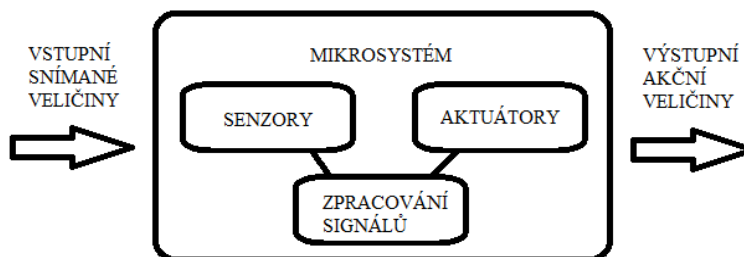 VSTUPNÍ
SNÍMANÉ
VELIČINY
MIKROSYSTÉM
SENZORY
AKTUÁTORY
ZPRACOVÁNÍ
SIGNÁLŮ
VÝSTUPNÍ
AKČNÍ
VELIČINY